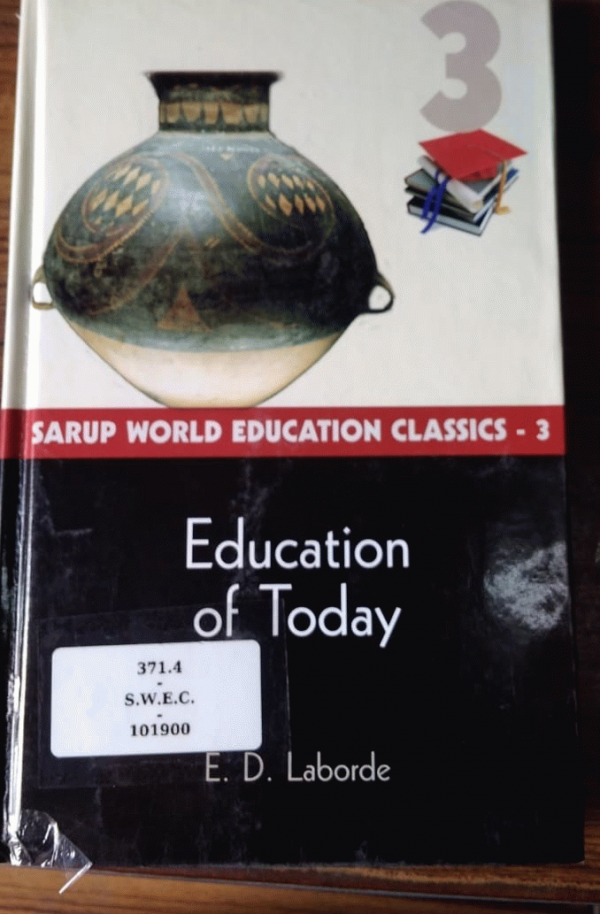 3
SARUP WORLD EDUCATION CLASSICS - 3
Education
of Today
371.4
-
S.W.E.C.
-
101900
E. D. Laborde